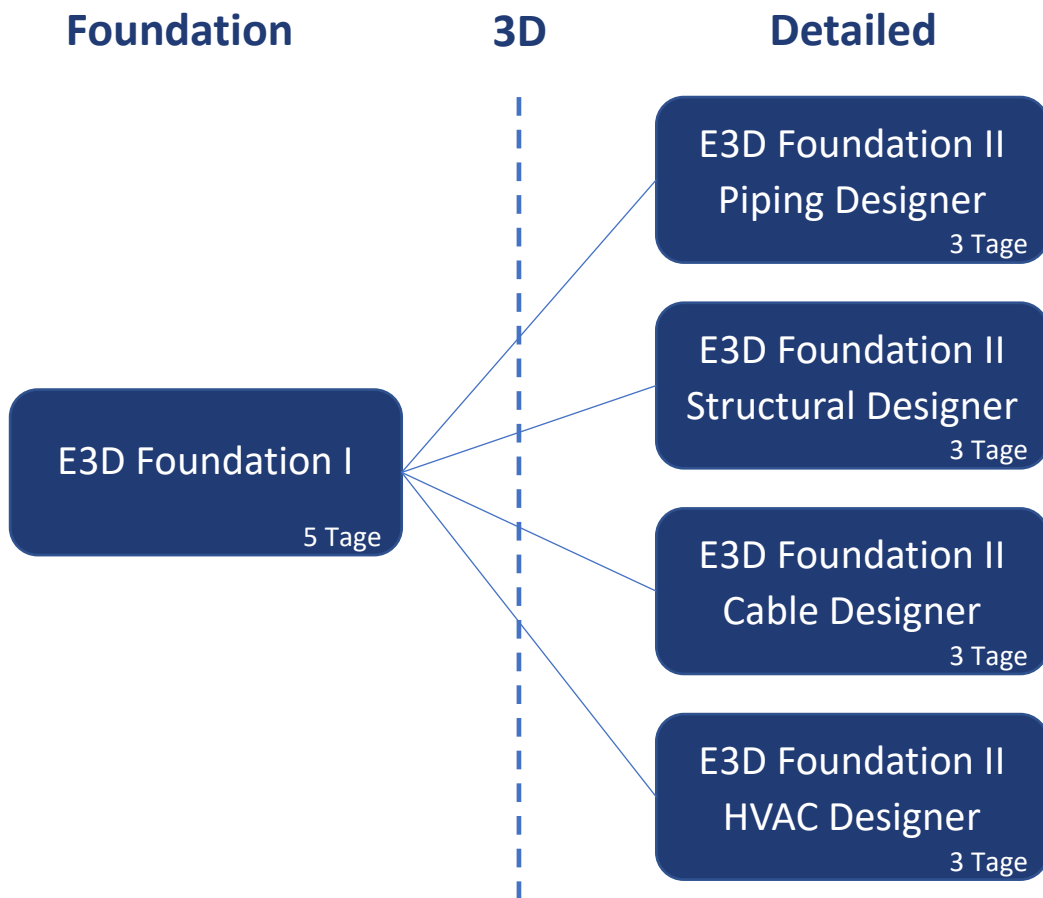 Foundation
3D
Detailed
E3D Foundation I
5 Tage
E3D Foundation II
Piping Designer
3 Tage
E3D Foundation II
Structural Designer
3 Tage
E3D Foundation II
Cable Designer
3 Tage
E3D Foundation II
HVAC Designer
3 Tage